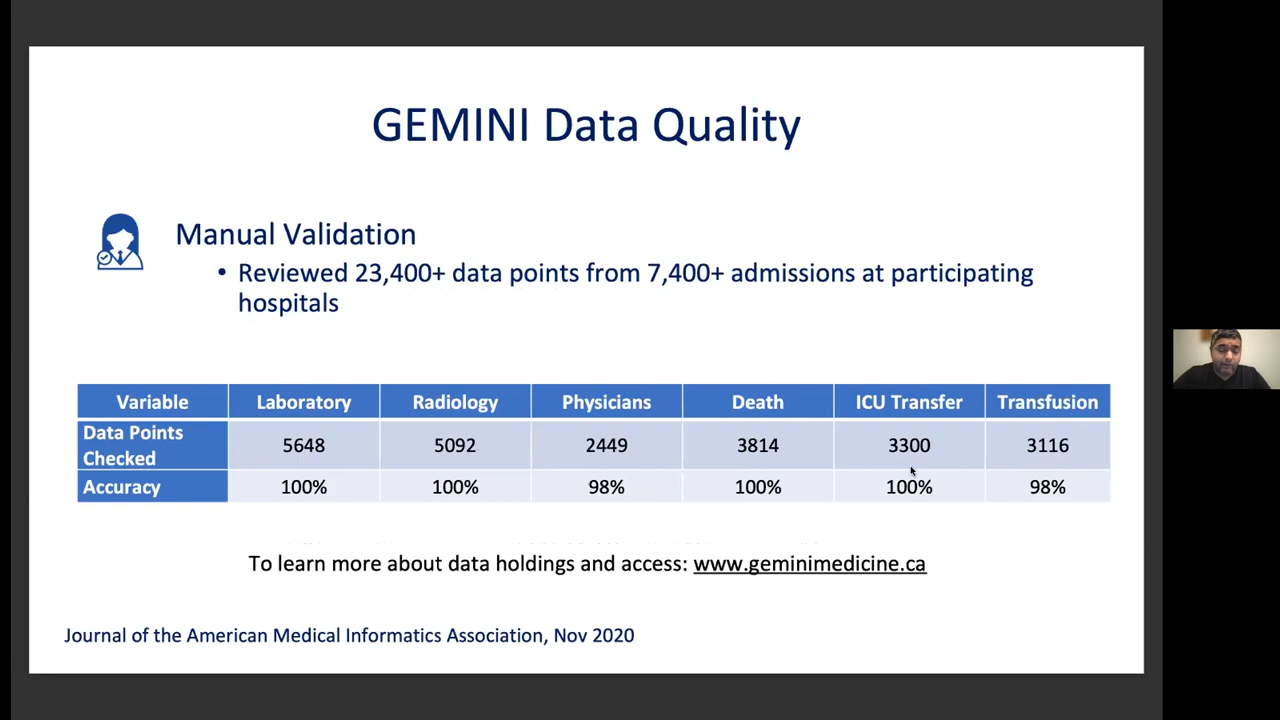 GEMINI Data Quality
Manual Validation
• Reviewed 23,400+ data points from 7,400+ admissions at participating
hospitals
Variable Laboratory Radiology Physicians Death ICU Transfer Transfusion
Data Points
Checked 5648 5092 2449 3814 3300 3116
Accuracy 100% 100% 98% 100% 100% 98%
To learn more about data holdings and access: www.geminimedicine.ca
Journal of the American Medical Informatics Association, Nov 2020